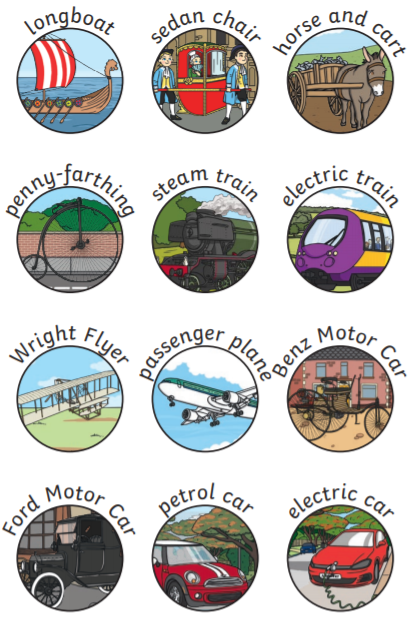 longboat
sedan chair
horse and cart
penny-farthing
steam train
electric train
Wright Flyer
passenger plane
Benz Motor Car
Ford Motor Car
petrol car
electric car